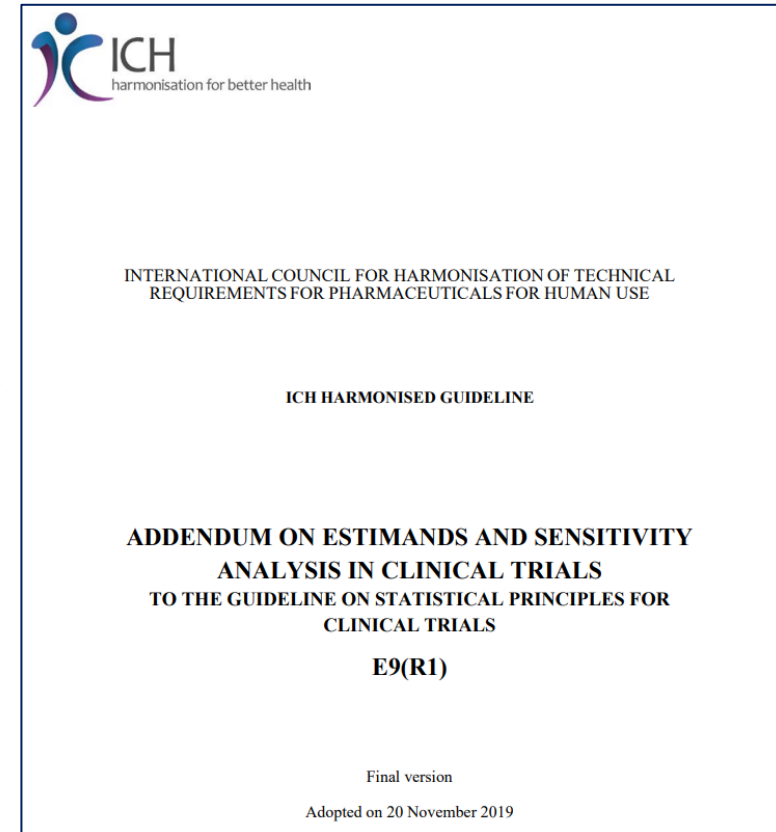 ICH
harmonisation for better health
INTERNATIONAL COUNCIL FOR HARMONISATION OF TECHNICAL
REQUIREMENTS FOR PHARMACEUTICALS FOR HUMAN USE
ICH HARMONISED GUIDELINE
ADDENDUM ON ESTIMANDS AND SENSITIVITY
ANALYSIS IN CLINICAL TRIALS
TO THE GUIDELINE ON STATISTICAL PRINCIPLES FOR
CLINICAL TRIALS
E9(R1)
Final version
Adopted on 20 November 2019